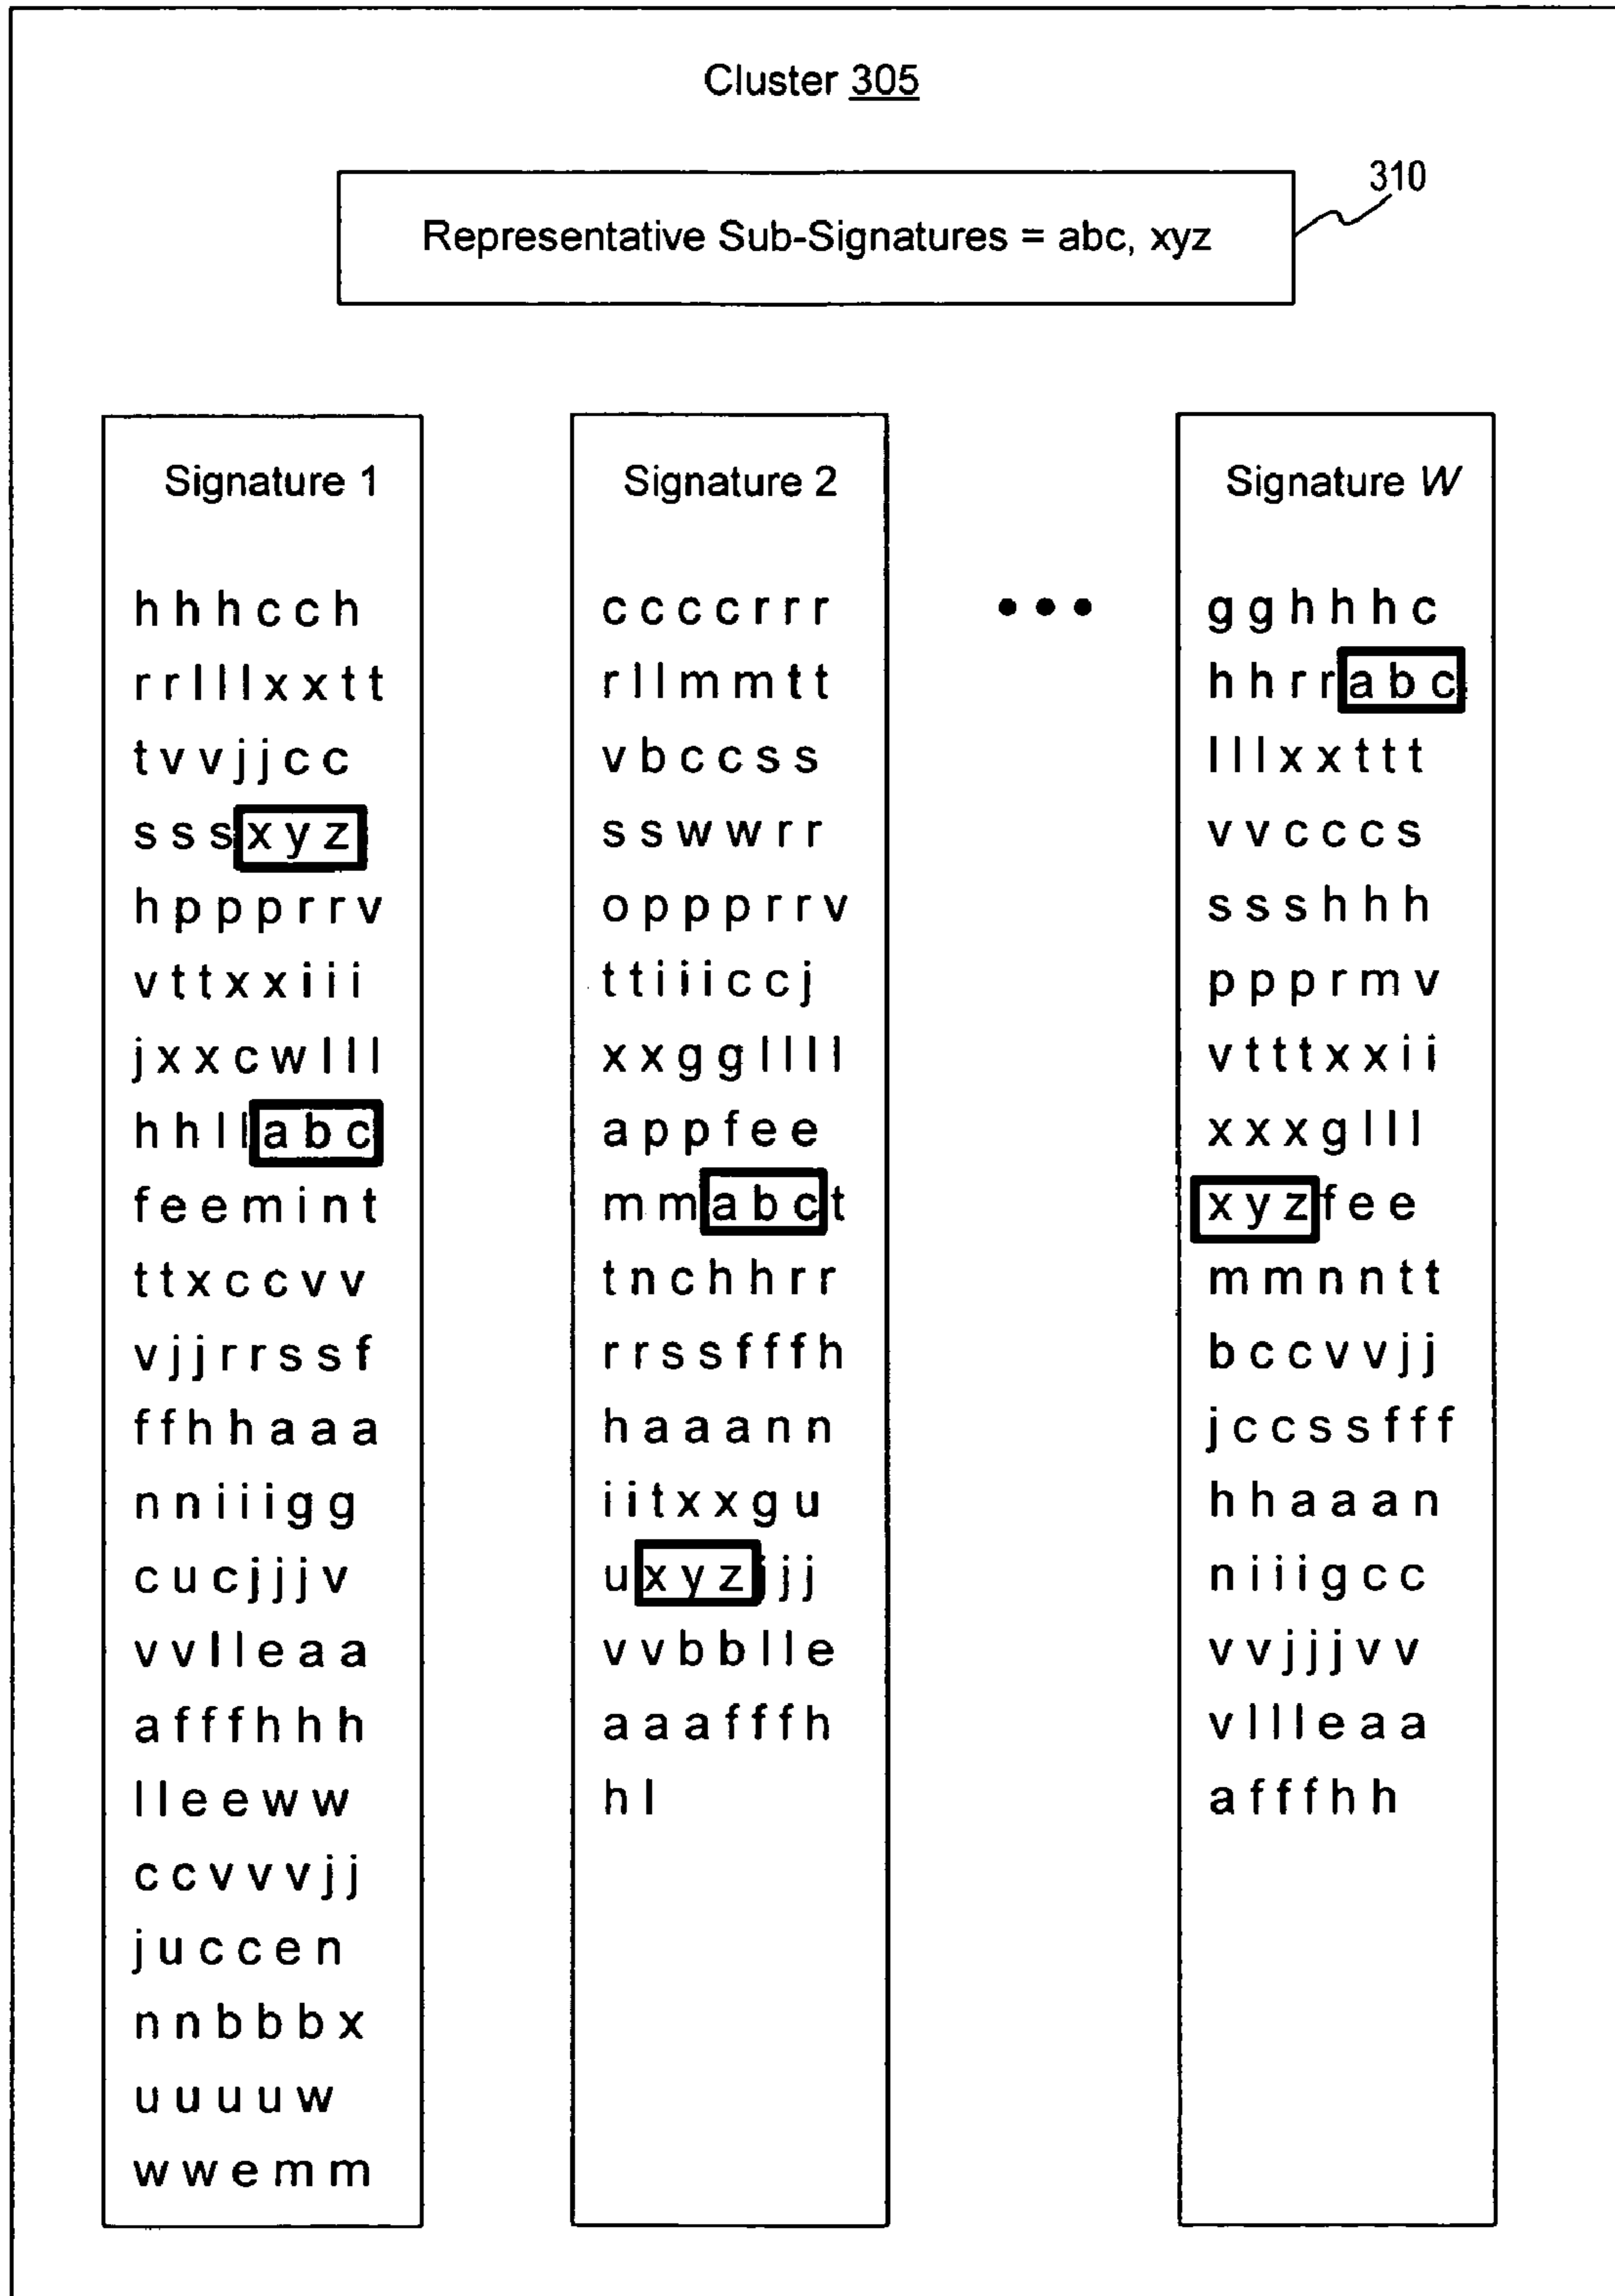 Cluster 305
310
Representative Sub-Signatures = abc, xyz
Signature 1
h h h c c h
r r l l l x x t t
t v v j j c c
s s s x y z
h p p p r r v
v t t x x i i i
j x x c w l l l
h h l l a b c
f e e m i n t
t t x c c v v
v j j r r s s f
f f h h a a a
n n i i i g g
c u c j j j v
v v l l e a a
a f f f h h h
l l e e w w
c c v v v j j
j u c c e n
n n b b b x
u u u u w
w w e m m
Signature 2
c c c c r r r
r l l m m t t
v b c c s s
s s w w r r
o p p p r r v
t t i i i c c j
x x g g l l l l
a p p f e e
m m a b c t
t n c h h r r
r r s s f f f h
h a a a n n
i i t x x g u
u x y z j j j
v v b b l l e
a a a f f f h
h l
• • •
Signature W
g g h h h c
h h r r a b c
l l l x x t t t
v v c c c s
s s s h h h
p p p r m v
v t t t x x i i
x x x g l l l
x y z f e e
m m n n t t
b c c v v j j
j c c s s f f f
h h a a a n
n i i i g c c
v v j j j v v
v l l l e a a
a f f f h h